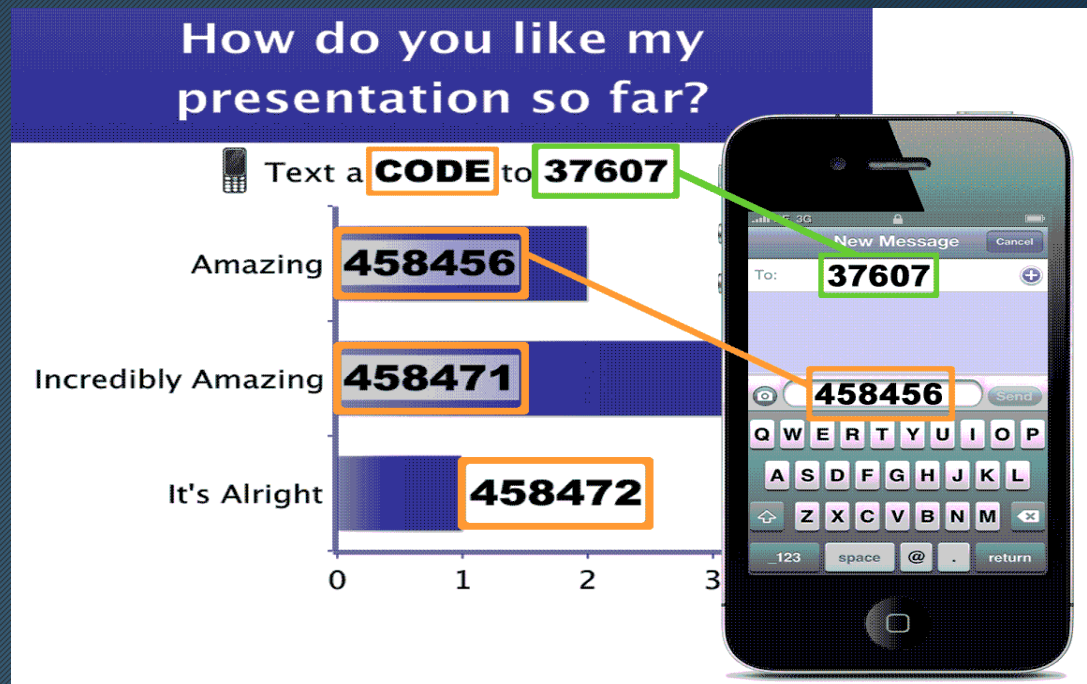 How do you like my
presentation so far?
Text a CODE to 37607
Amazing 458456
Incredibly Amazing 458471
It's Alright 458472
0 1 2 3
3G
New Message Cancel
To: 37607
458456 Send
Q W E R T Y U I O P
A S D F G H J K L
Z X C V B N M
_123 space @ . return